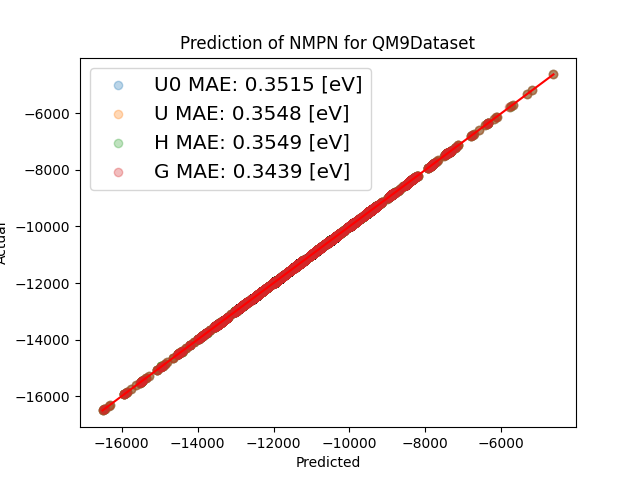 Prediction of NMPN for QM9Dataset
U0 MAE: 0.3515 [eV]
U MAE: 0.3548 [eV]
H MAE: 0.3549 [eV]
G MAE: 0.3439 [eV]
Actual
−6000
−8000
−10000
−12000
−14000
−16000
−16000 −14000 −12000 −10000 −8000 −6000
Predicted